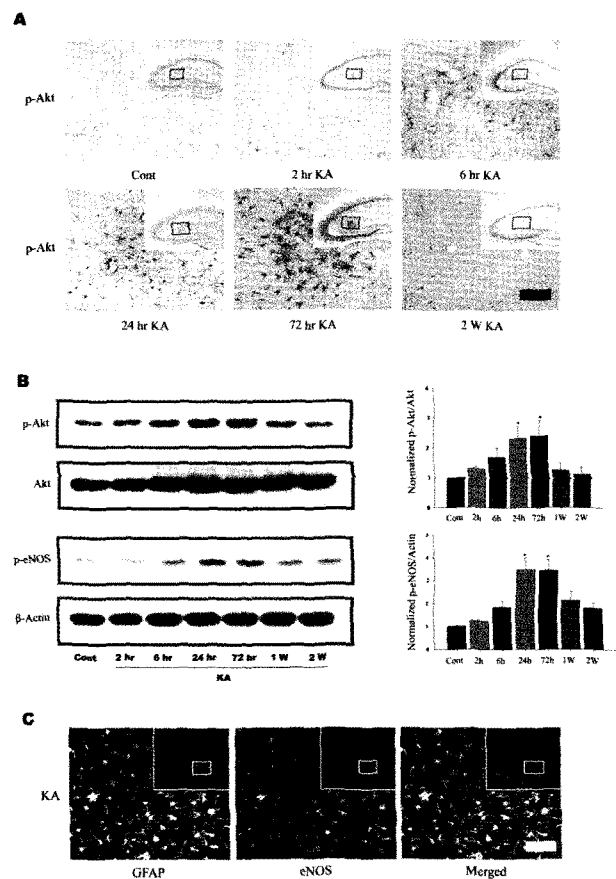 A
p-Akt
Cont
2 hr KA
6 hr KA
p-Akt
24 hr KA
72 hr KA
2 W KA
B
p-Akt
Akt
p-eNOS
β-Actin
Cont 2 hr 6 hr 24 hr 72 hr 1 W 2 W
KA
Normalized p-Akt/Akt
Cont 2h 6h 24h 72h 1W 2W
Normalized p-eNOS/Actin
Cont 2h 6h 24h 72h 1W 2W
C
KA
GFAP
eNOS
Merged